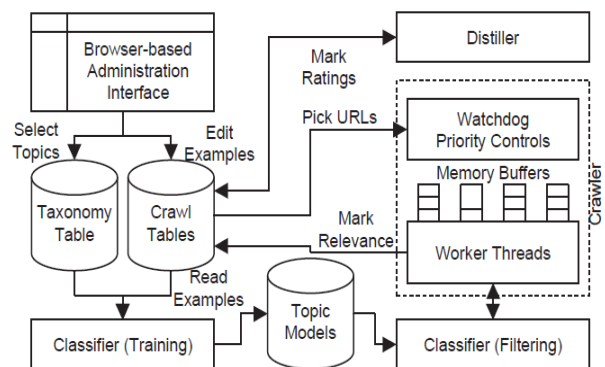 Browser-based
Administration
Interface
Distiller
Mark
Ratings
Select
Topics
Edit
Examples
Pick URLs
Watchdog
Priority Controls
Memory Buffers
Crawler
Taxonomy
Table
Crawl
Tables
Mark
Relevance
Worker Threads
Read
Examples
Topic
Models
Classifier (Training)
Classifier (Filtering)